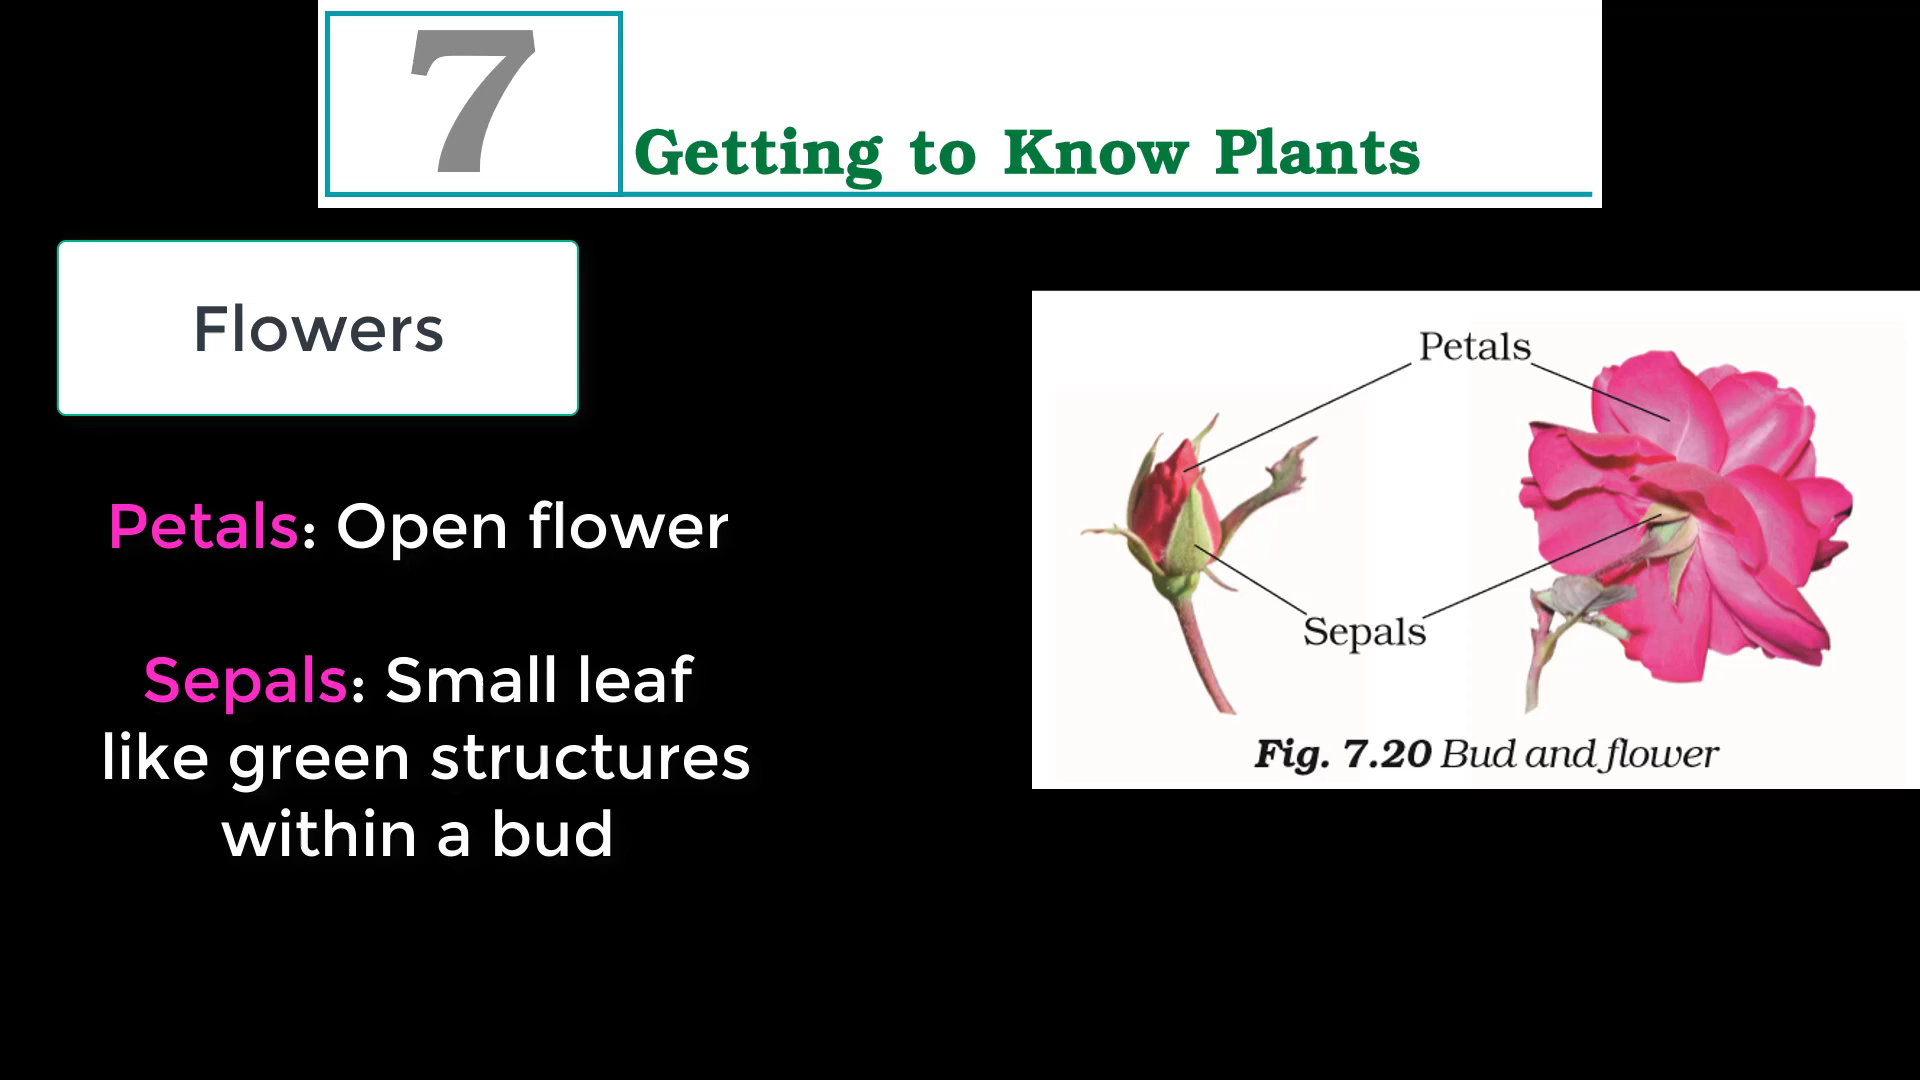 7
Getting to Know Plants
Flowers
Petals: Open flower
Sepals: Small leaf
like green structures
within a bud
Petals
Sepals
Fig. 7.20 Bud and flower